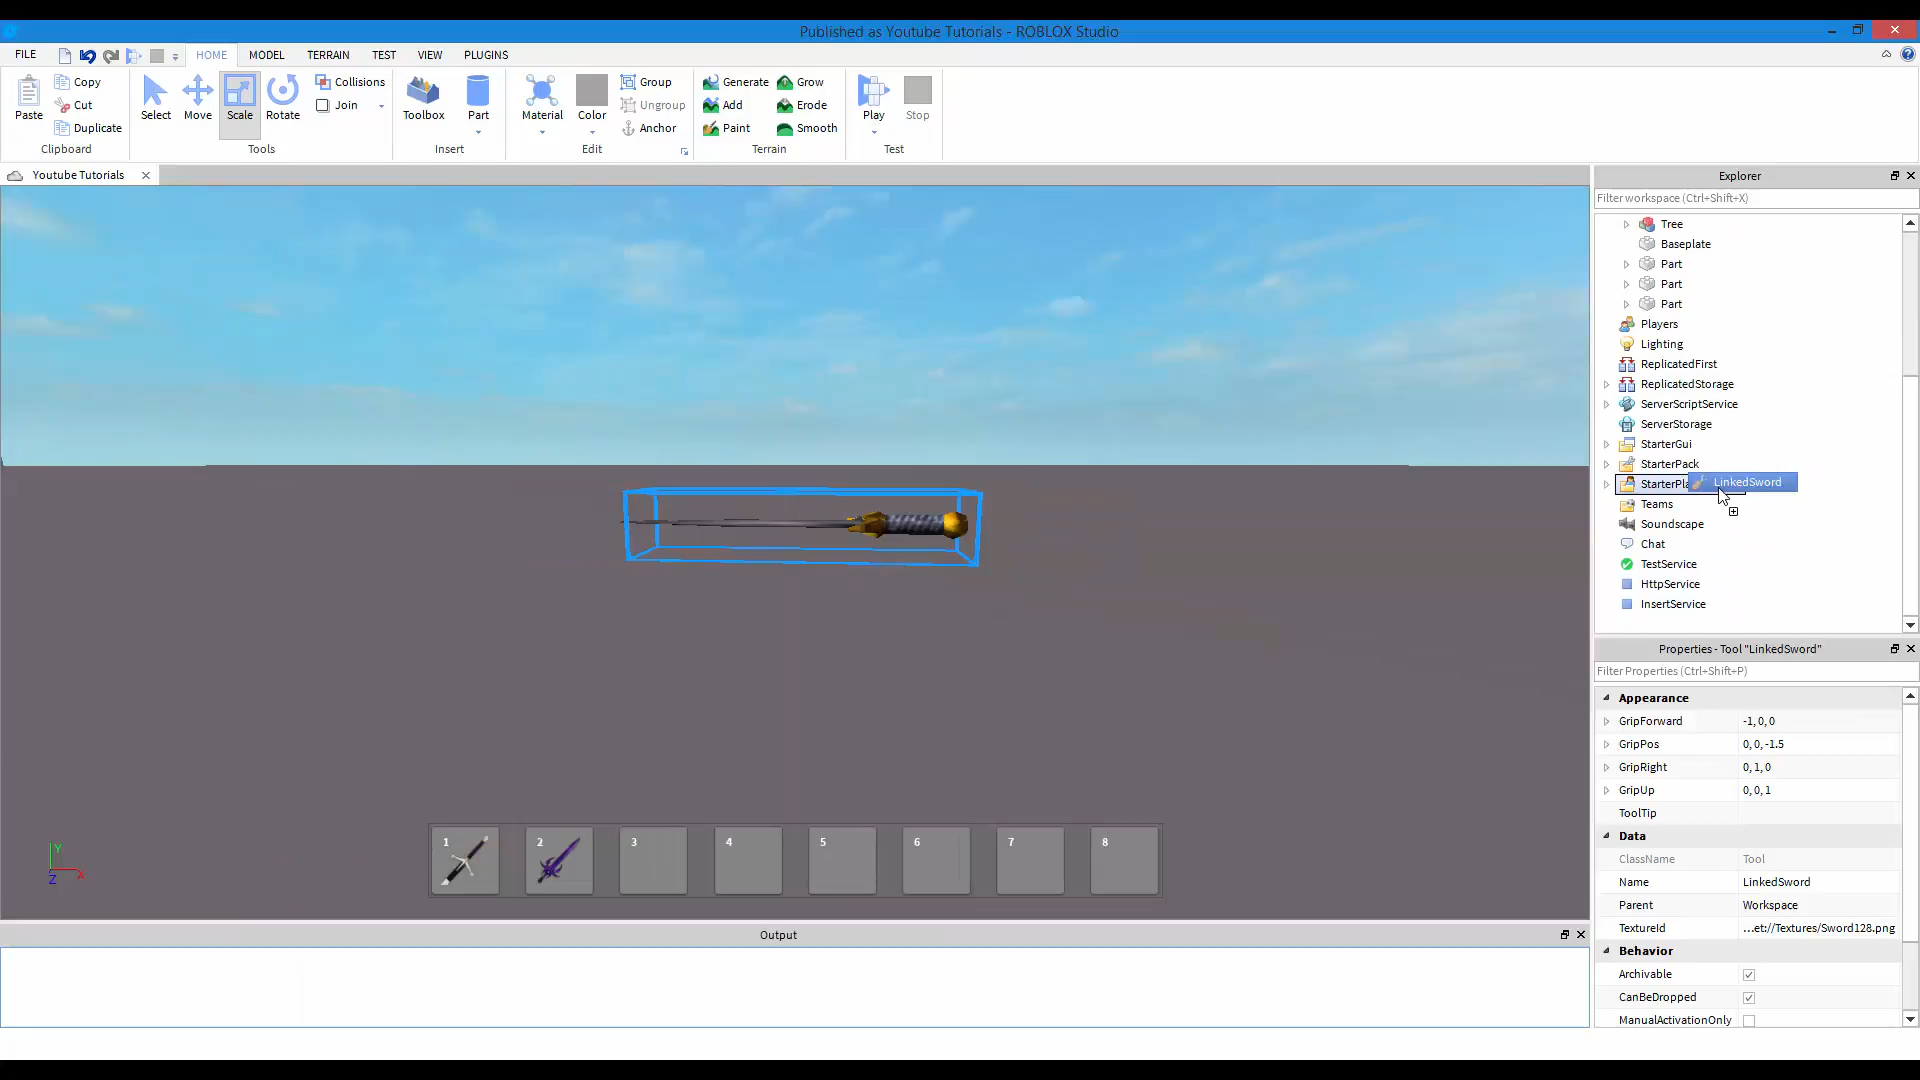 Published as Youtube Tutorials - ROBLOX Studio
FILE HOME MODEL TERRAIN TEST VIEW PLUGINS
Paste Copy Cut Duplicate
Clipboard
Select Move Scale Rotate Collisions Join
Tools
Toolbox Part
Insert
Material Color Group Ungroup Anchor
Edit
Generate Grow
Add Erode
Paint Smooth
Terrain
Play Stop
Test
Youtube Tutorials
Explorer
Filter workspace (Ctrl+Shift+X)
Tree
Baseplate
Part
Part
Part
Players
Lighting
ReplicatedFirst
ReplicatedStorage
ServerScriptService
ServerStorage
StarterGui
StarterPack
StarterPla
LinkedSword
Teams
Soundscape
Chat
TestService
HttpService
InsertService
Properties - Tool "LinkedSword"
Filter Properties (Ctrl+Shift+P)
Appearance
GripForward -1, 0, 0
GripPos 0, 0, -1.5
GripRight 0, 1, 0
GripUp 0, 0, 1
ToolTip
Data
ClassName Tool
Name LinkedSword
Parent Workspace
TextureId ...et://Textures/Sword128.png
Behavior
Archivable
CanBeDropped
ManualActivationOnly
Y
X
Z
1 2 3 4 5 6 7 8
Output